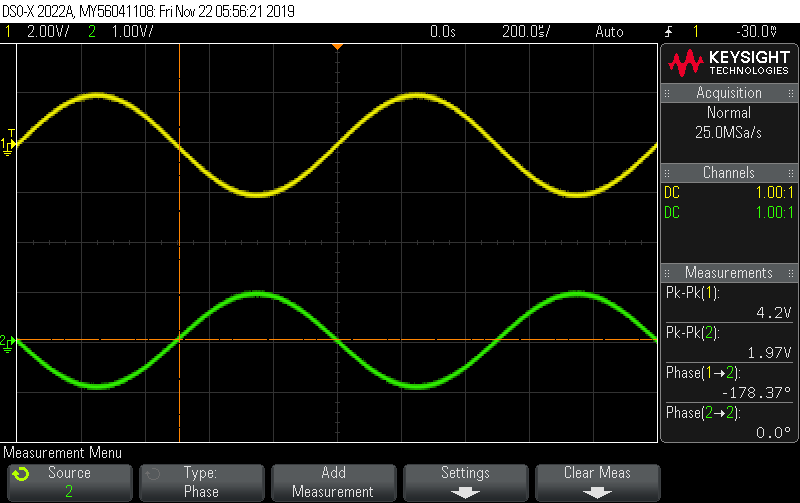 DSO-X 2022A, MY56041108: Fri Nov 22 05:56:21 2019
1 2.00V/ 2 1.00V/ 0.0s 200.0µs/ Auto 1 -30.0mV
KEYSIGHT
TECHNOLOGIES
Acquisition
Normal
25.0MSa/s
Channels
DC 1.00:1
DC 1.00:1
Measurements
Pk-Pk(1):
4.2V
Pk-Pk(2):
1.97V
Phase(1→2):
-178.37°
Phase(2→2):
0.0°
T
1
2
Measurement Menu
Source
2
Type:
Phase
Add
Measurement
Settings
Clear Meas